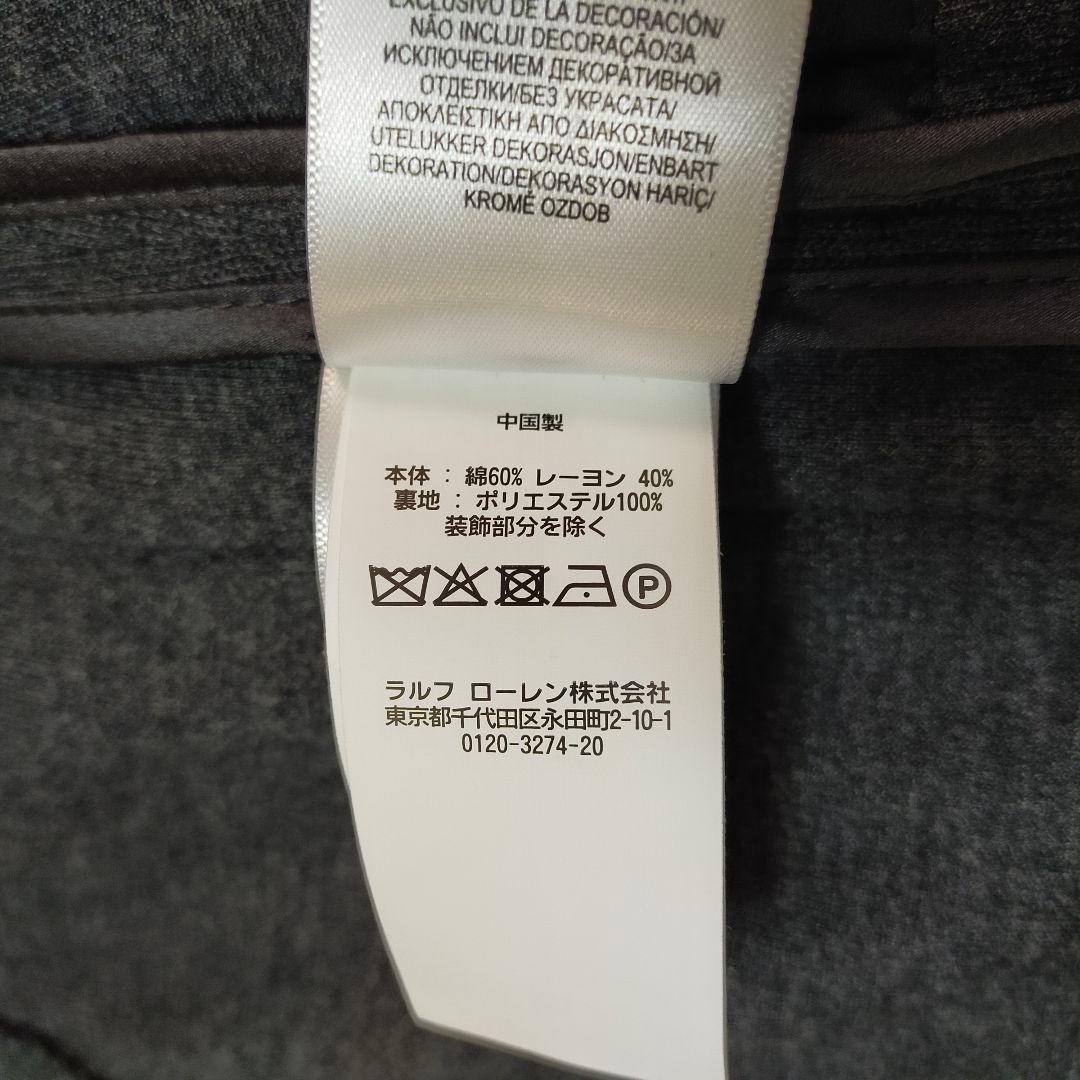 EXCLUSIVO DE LA DECORACIÓN/
NÃO INCLUI DECORAÇÃO/ЗА
ИСКЛЮЧЕНИЕМ ДЕКОРАТИВНОЙ
ОТДЕЛКИ/БЕЗ УКРАСАТА/
ΑΠΟΚΛΕΙΣΤΙΚΗ ΑΠΟ ΔΙΑΚΟΣΜΗΣΗ/
UTELUKKER DEKORASJON/ENBART
DEKORATION/DEKORASYON HARİÇ/
KROMĖ OZDOB
中国製
本体 : 綿60% レーヨン 40%
裏地 : ポリエステル100%
装飾部分を除く
P
ラルフ ローレン株式会社
東京都千代田区永田町2-10-1
0120-3274-20